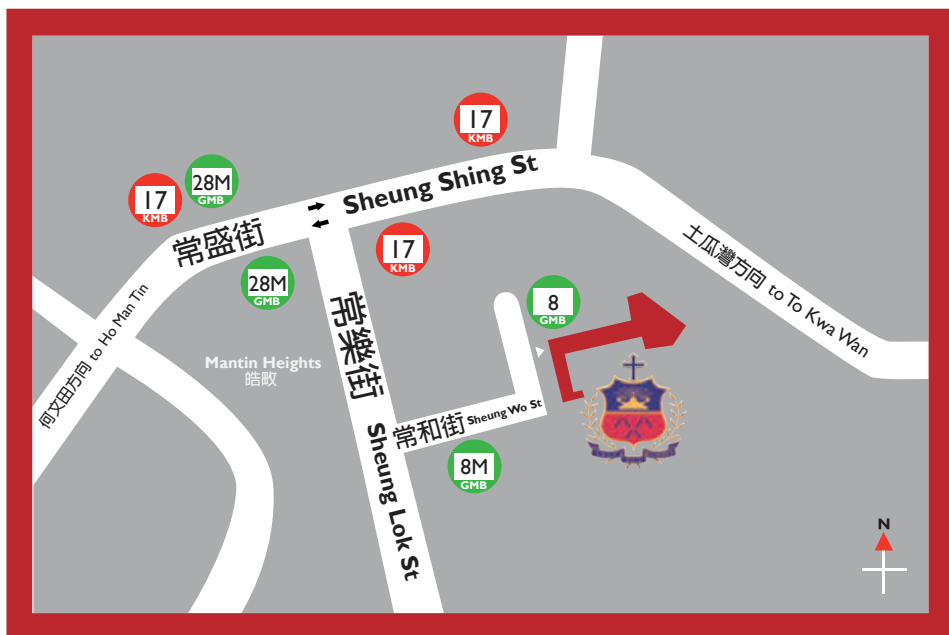 17
KMB
28M
GMB
17
KMB
Sheung Shing St
常盛街
17
KMB
28M
GMB
土瓜灣方向 to To Kwa Wan
8
GMB
何文田方向 to Ho Man Tin
常樂街
Sheung Lok St
Mantin Heights
皓畋
常和街 Sheung Wo St
8M
GMB
N